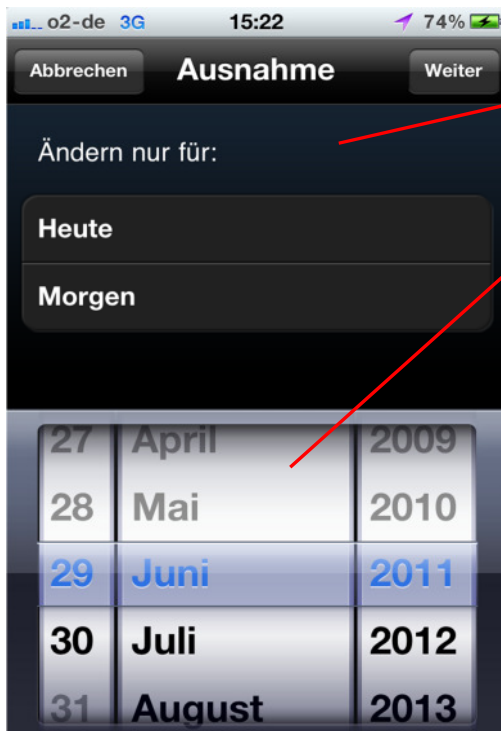 o2-de 3G 15:22 74%
Abbrechen Ausnahme Weiter
Ändern nur für:
Heute
Morgen
27 April 2009
28 Mai 2010
29 Juni 2011
30 Juli 2012
31 August 2013